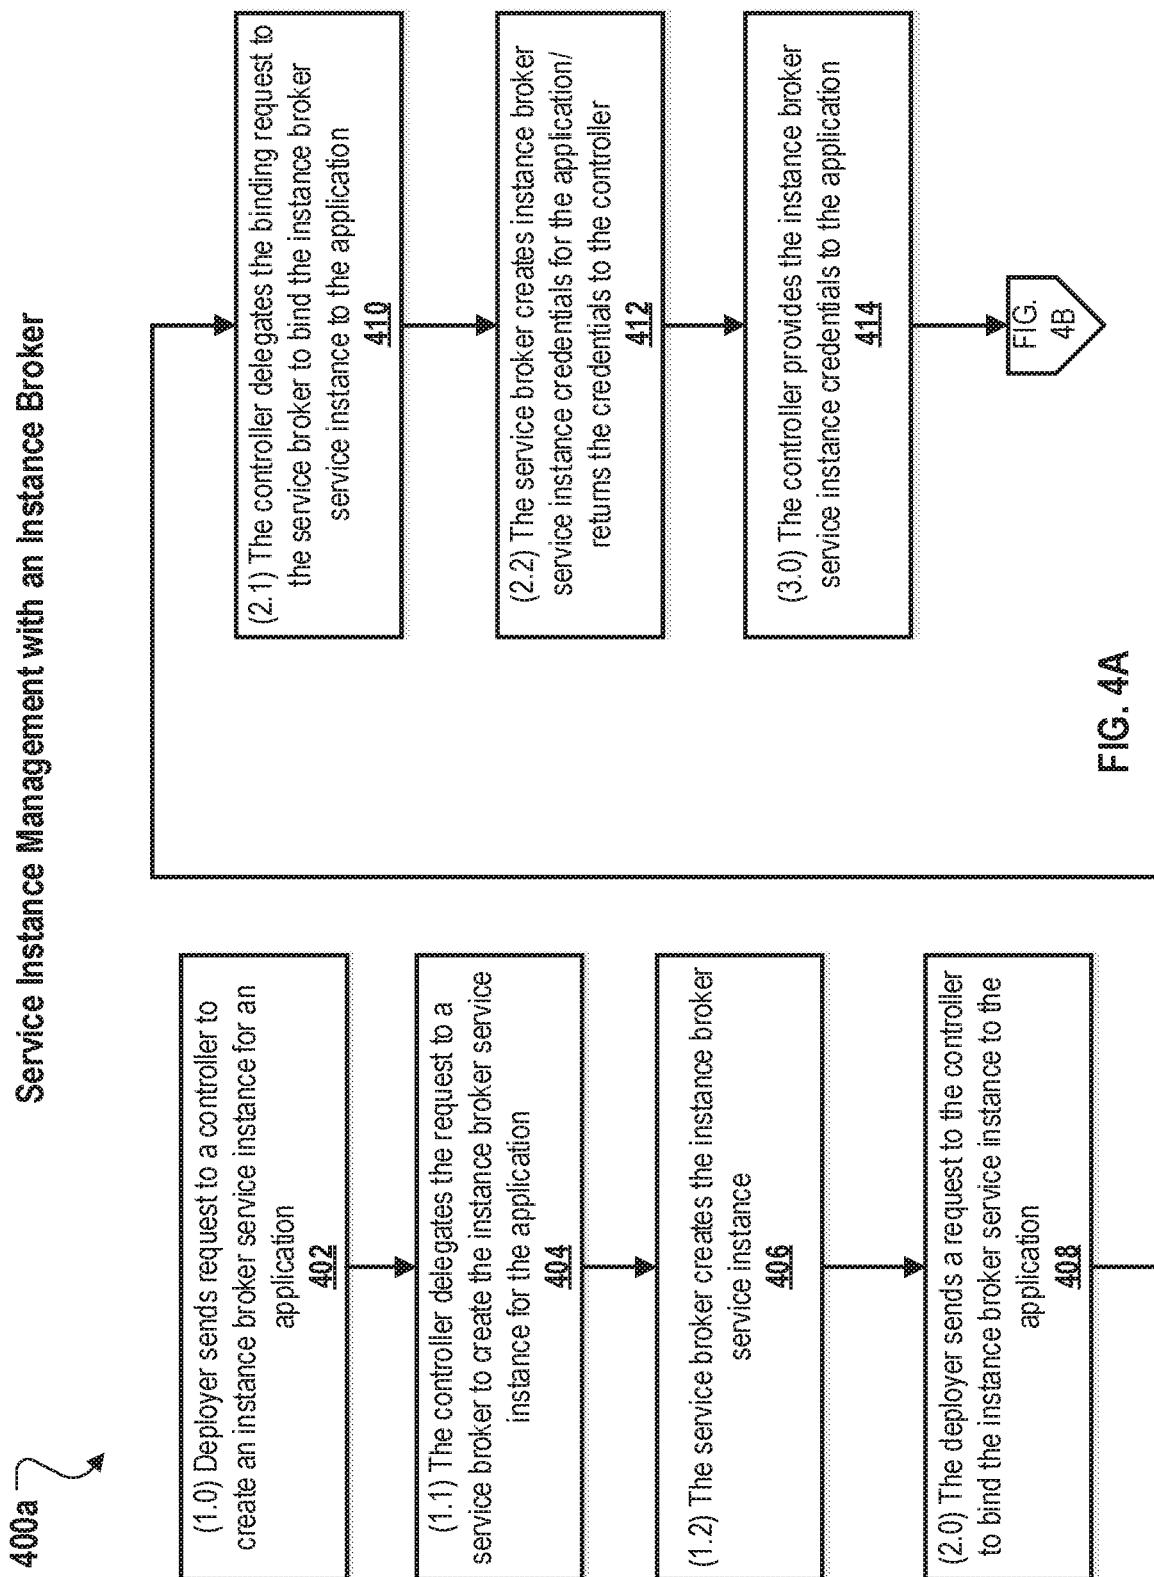 Service Instance Management with an Instance Broker
400a
(1.0) Deployer sends request to a controller to
create an instance broker service instance for an
application
402
(1.1) The controller delegates the request to a
service broker to create the instance broker service
instance for the application
404
(1.2) The service broker creates the instance broker
service instance
406
(2.0) The deployer sends a request to the controller
to bind the instance broker service instance to the
application
408
(2.1) The controller delegates the binding request to
the service broker to bind the instance broker
service instance to the application
410
(2.2) The service broker creates instance broker
service instance credentials for the application/
returns the credentials to the controller
412
(3.0) The controller provides the instance broker
service instance credentials to the application
414
FIG.
4B
FIG. 4A